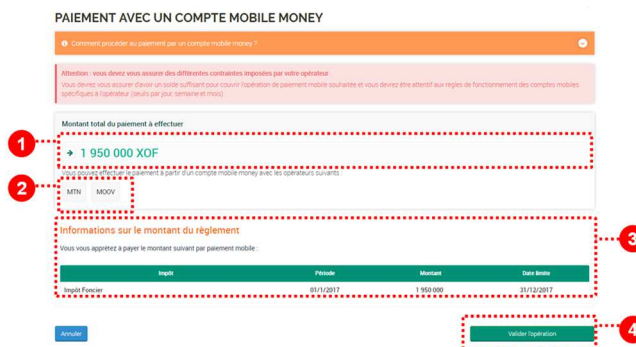 PAIEMENT AVEC UN COMPTE MOBILE MONEY
Comment procéder au paiement par un compte mobile money ?
Attention : vous devez vous assurer des différentes contraintes imposées par votre opérateur
Vous devrez vous assurer d'avoir un solde suffisant pour couvrir l'opération de paiement mobile souhaitée et vous devrez être attentif aux règles de fonctionnement des comptes mobiles
spécifiques à l'opérateur (seuils par jour, semaine et mois)
Montant total du paiement à effectuer
1
→ 1 950 000 XOF
Vous pouvez effectuer le paiement à partir d'un compte mobile money avec les opérateurs suivants
2
MTN MOOV
Informations sur le montant du règlement
3
Vous vous apprêtez à payer le montant suivant par paiement mobile :
Impôt Période Montant Date limite
Impôt Foncier 01/1/2017 1 950 000 31/12/2017
Annuler Valider l'opération
4